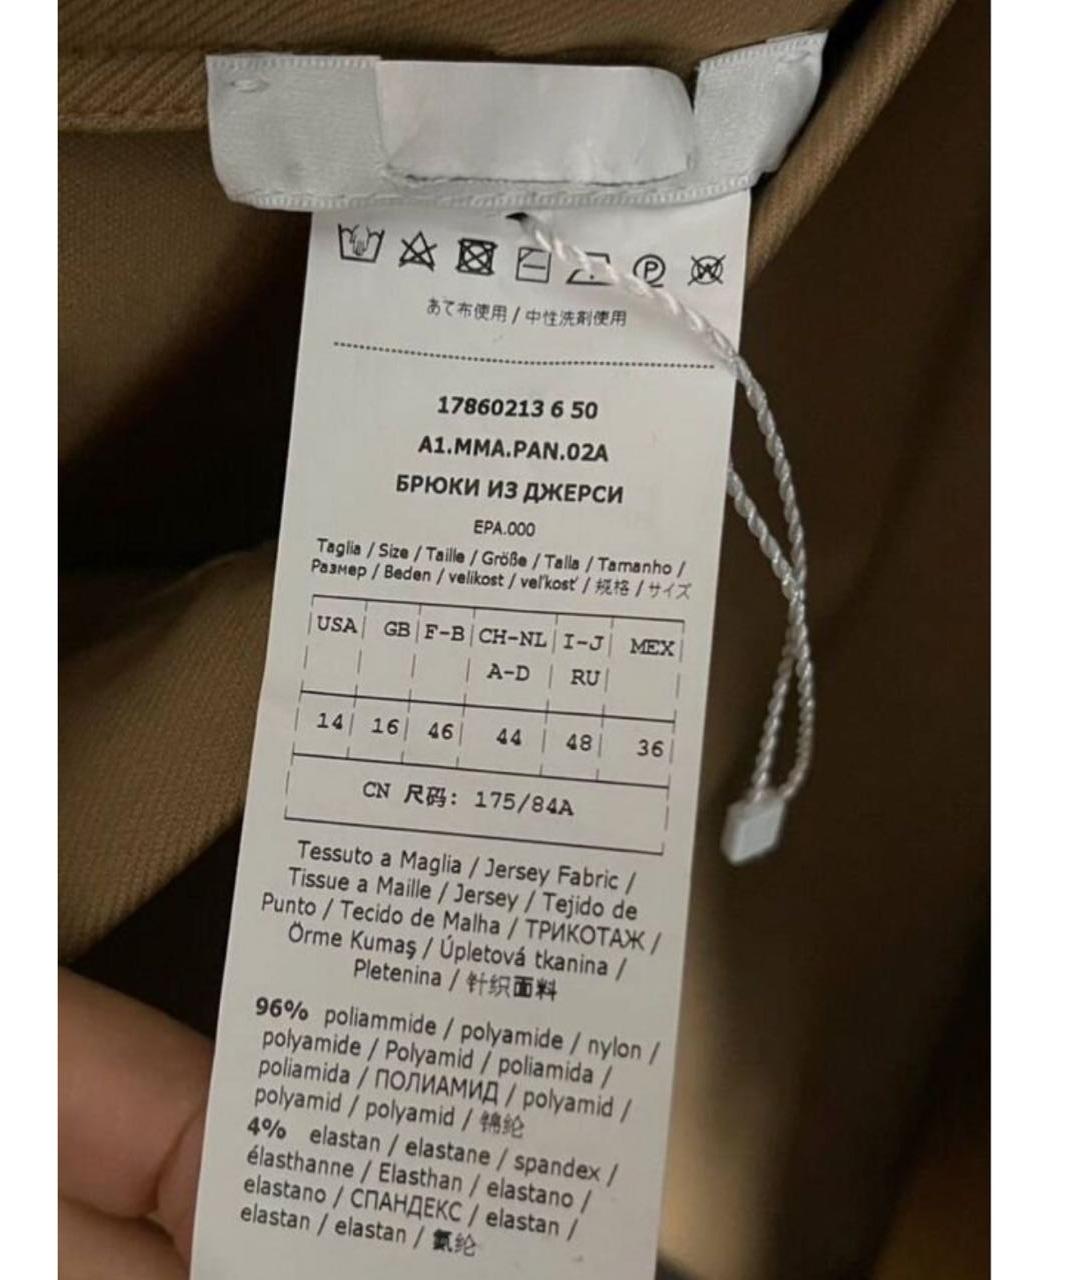 あて布使用 / 中性洗剤使用
17860213 6 50
A1.MMA.PAN.02A
БРЮКИ ИЗ ДЖЕРСИ
EPA.000
Taglia / Size / Taille / Größe / Talla / Tamanho /
Размер / Beden / velikost / veľkosť / 规格 / サイズ
USA GB F-B CH-NL I-J MEX
A-D RU
14 16 46 44 48 36
CN 尺码: 175/84A
Tessuto a Maglia / Jersey Fabric /
Tissue a Maille / Jersey / Tejido de
Punto / Tecido de Malha / ТРИКОТАЖ /
Örme Kumaş / Úpletová tkanina /
Pletenina / 针织面料
96% poliammide / polyamide / nylon /
polyamide / Polyamid / poliamida /
poliamida / ПОЛИАМИД / polyamid /
polyamid / polyamid / 锦纶
4% elastan / elastane / spandex /
élasthanne / Elasthan / elastano /
elastano / СПАНДЕКС / elastan /
elastan / elastan / 氨纶